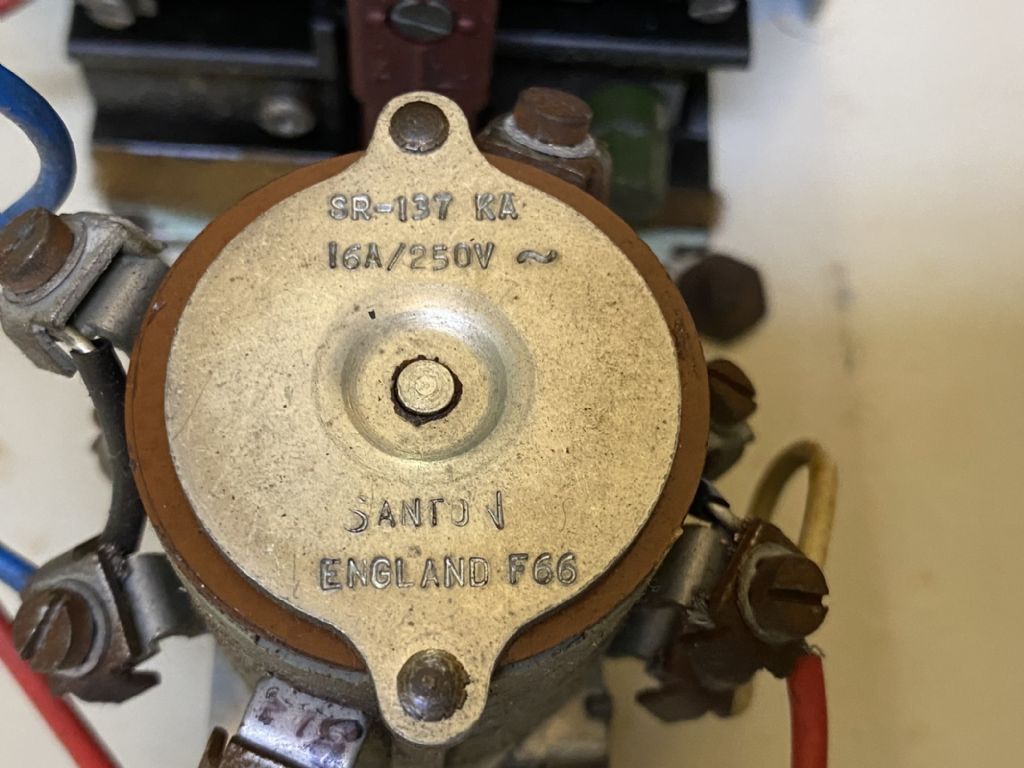 SR-137 KA
16A/250V ~
SANTON
ENGLAND F66